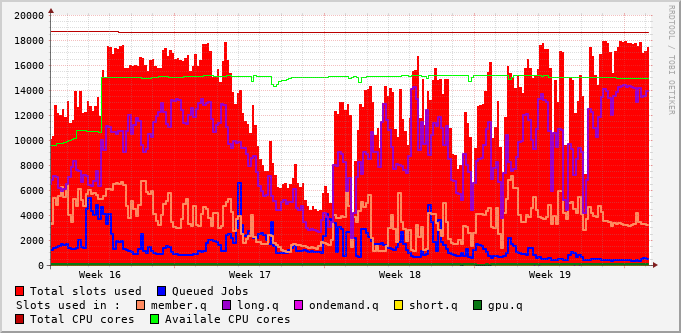 20000
18000
16000
14000
12000
10000
8000
6000
4000
2000
0
Week 16 Week 17 Week 18 Week 19
RRDTOOL / TOBI OETIKER
Total slots used Queued Jobs
Slots used in : member.q long.q ondemand.q short.q gpu.q
Total CPU cores Availale CPU cores